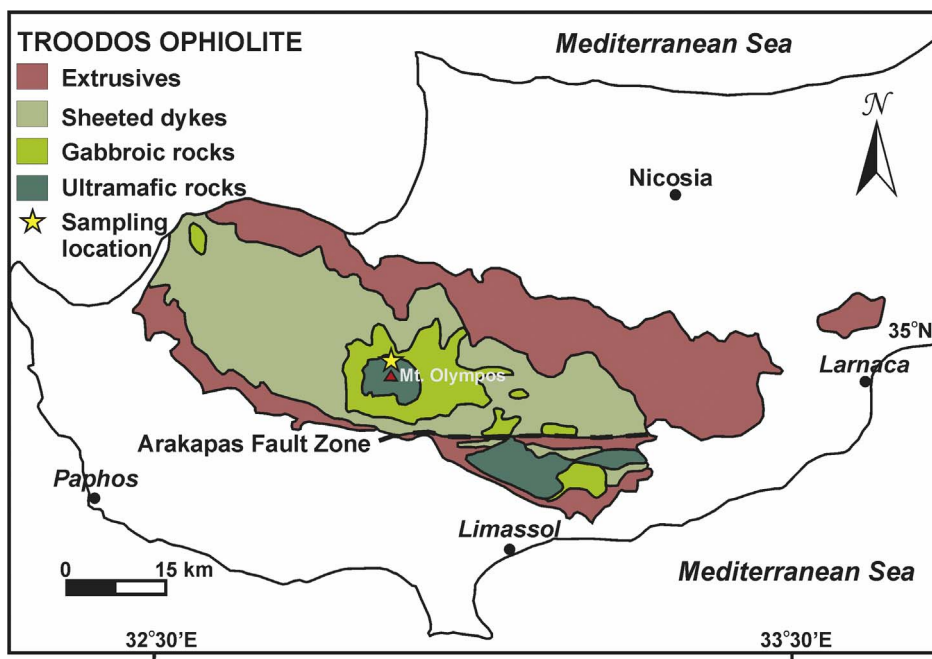 TROODOS OPHIOLITE
Extrusives
Sheeted dykes
Gabbroic rocks
Ultramafic rocks
Sampling
location
Mediterranean Sea
N
Nicosia
35°N
Larnaca
Mt. Olympos
Arakapas Fault Zone
Paphos
Limassol
0 15 km
Mediterranean Sea
32°30'E
33°30'E